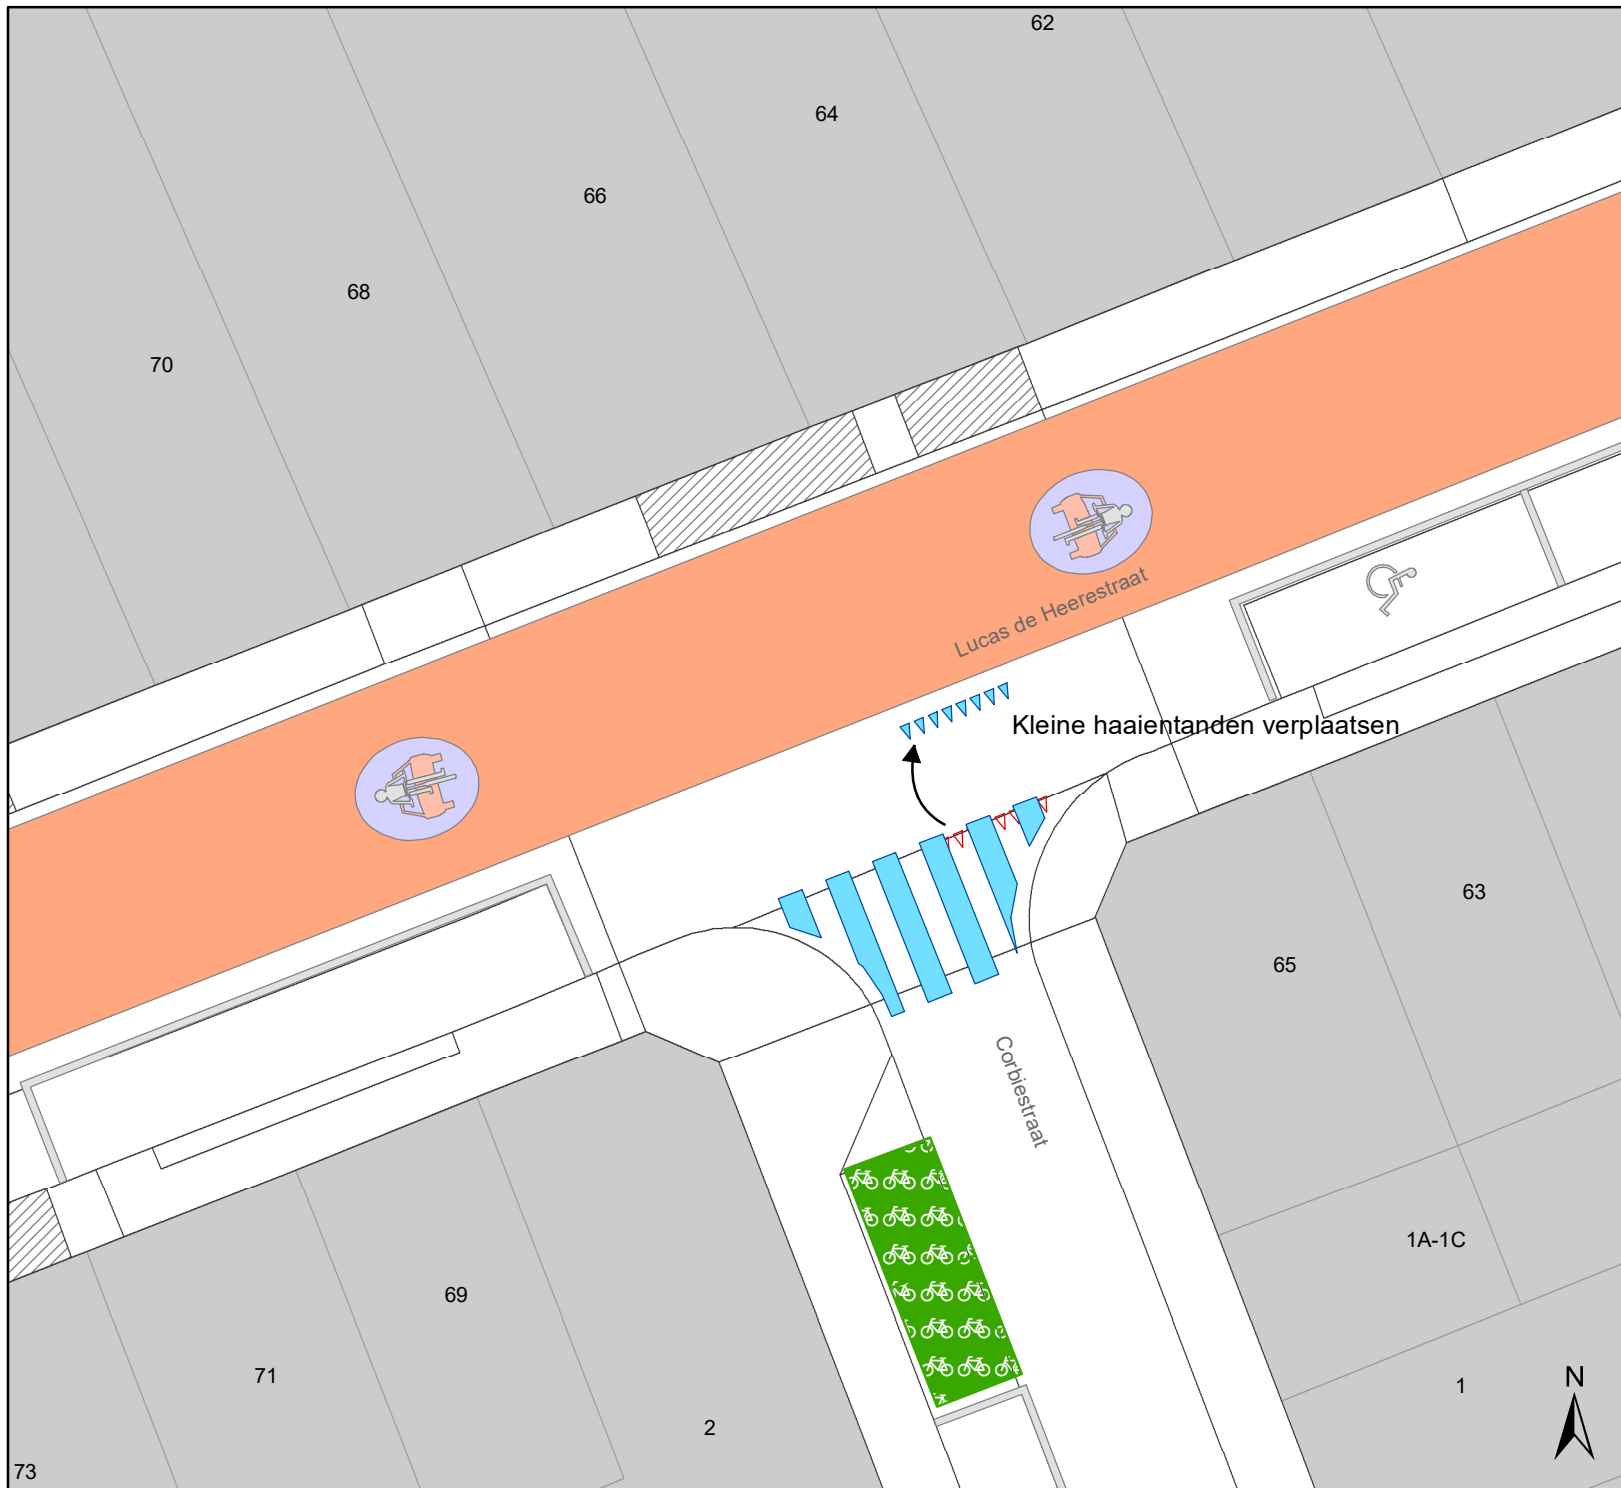 62
64
66
68
70
Lucas de Heerestraat
Kleine haaientanden verplaatsen
63
65
Corbiestraat
1A-1C
69
71
1
N
2
73